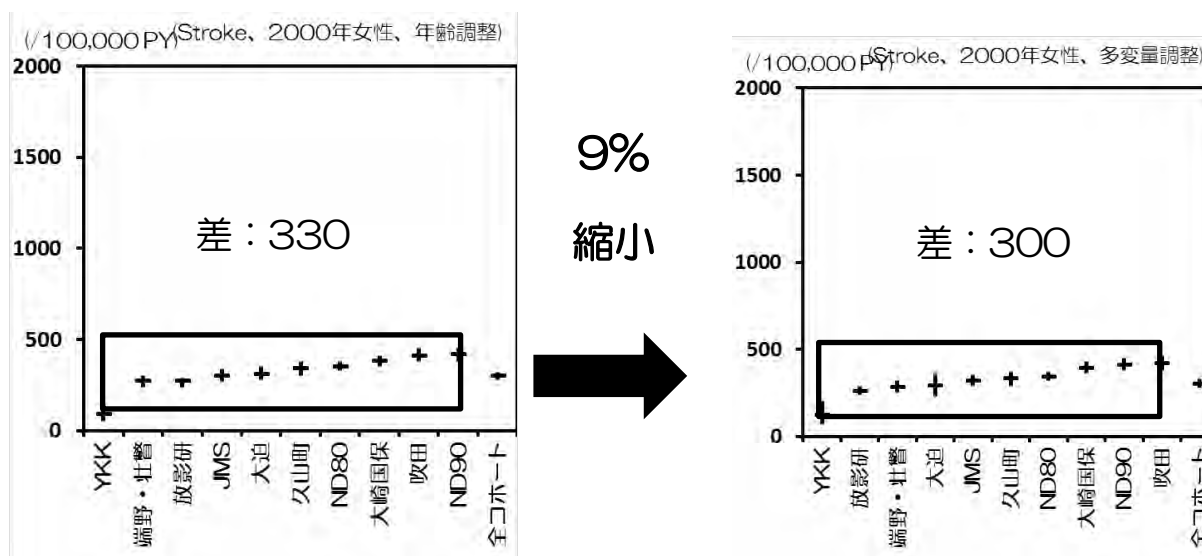 (/100,000 PY)(Stroke、2000年女性、年齢調整)
2000
1500
1000
500
0
差：330
YKK
端野・壮瞥
放影研
JMS
大迫
久山町
ND80
大崎国保
吹田
ND90
全コホート
9%
縮小
(/100,000 PY)(Stroke、2000年女性、多変量調整)
2000
1500
1000
500
0
差：300
YKK
放影研
端野・壮瞥
大迫
JMS
久山町
ND80
大崎国保
ND90
吹田
全コホート